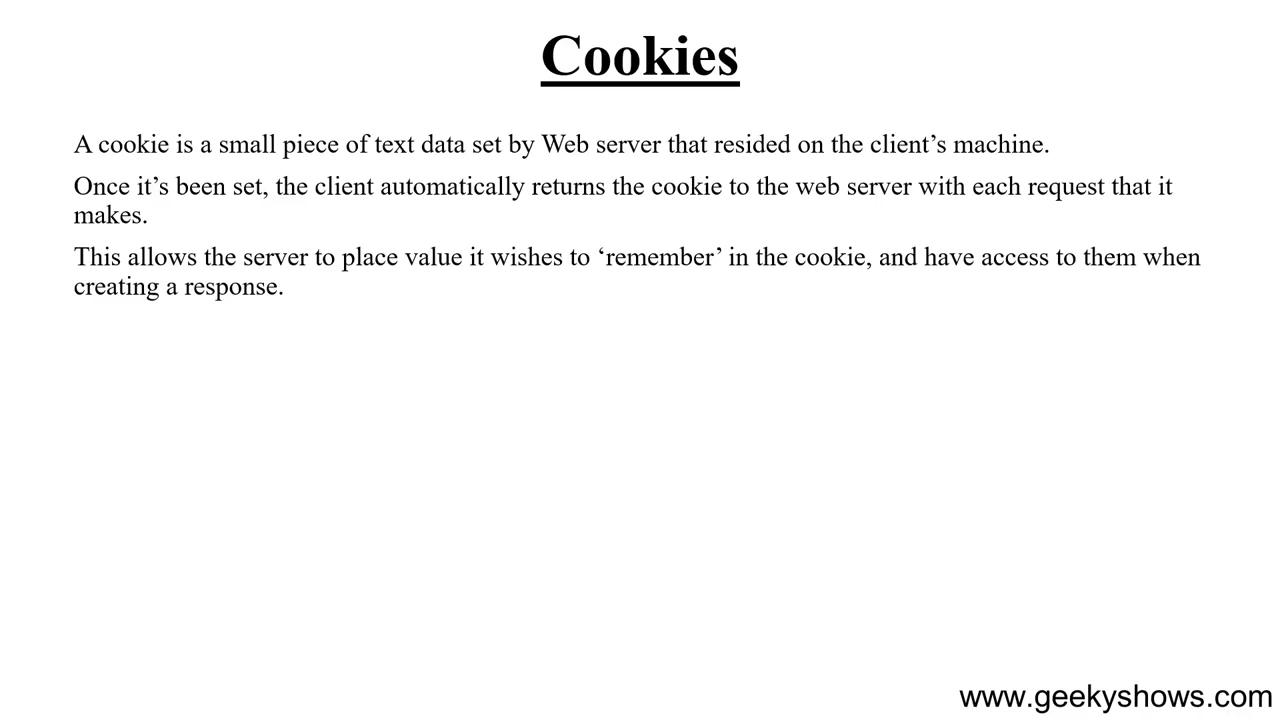 Cookies
A cookie is a small piece of text data set by Web server that resided on the client’s machine.
Once it’s been set, the client automatically returns the cookie to the web server with each request that it
makes.
This allows the server to place value it wishes to ‘remember’ in the cookie, and have access to them when
creating a response.
www.geekyshows.com